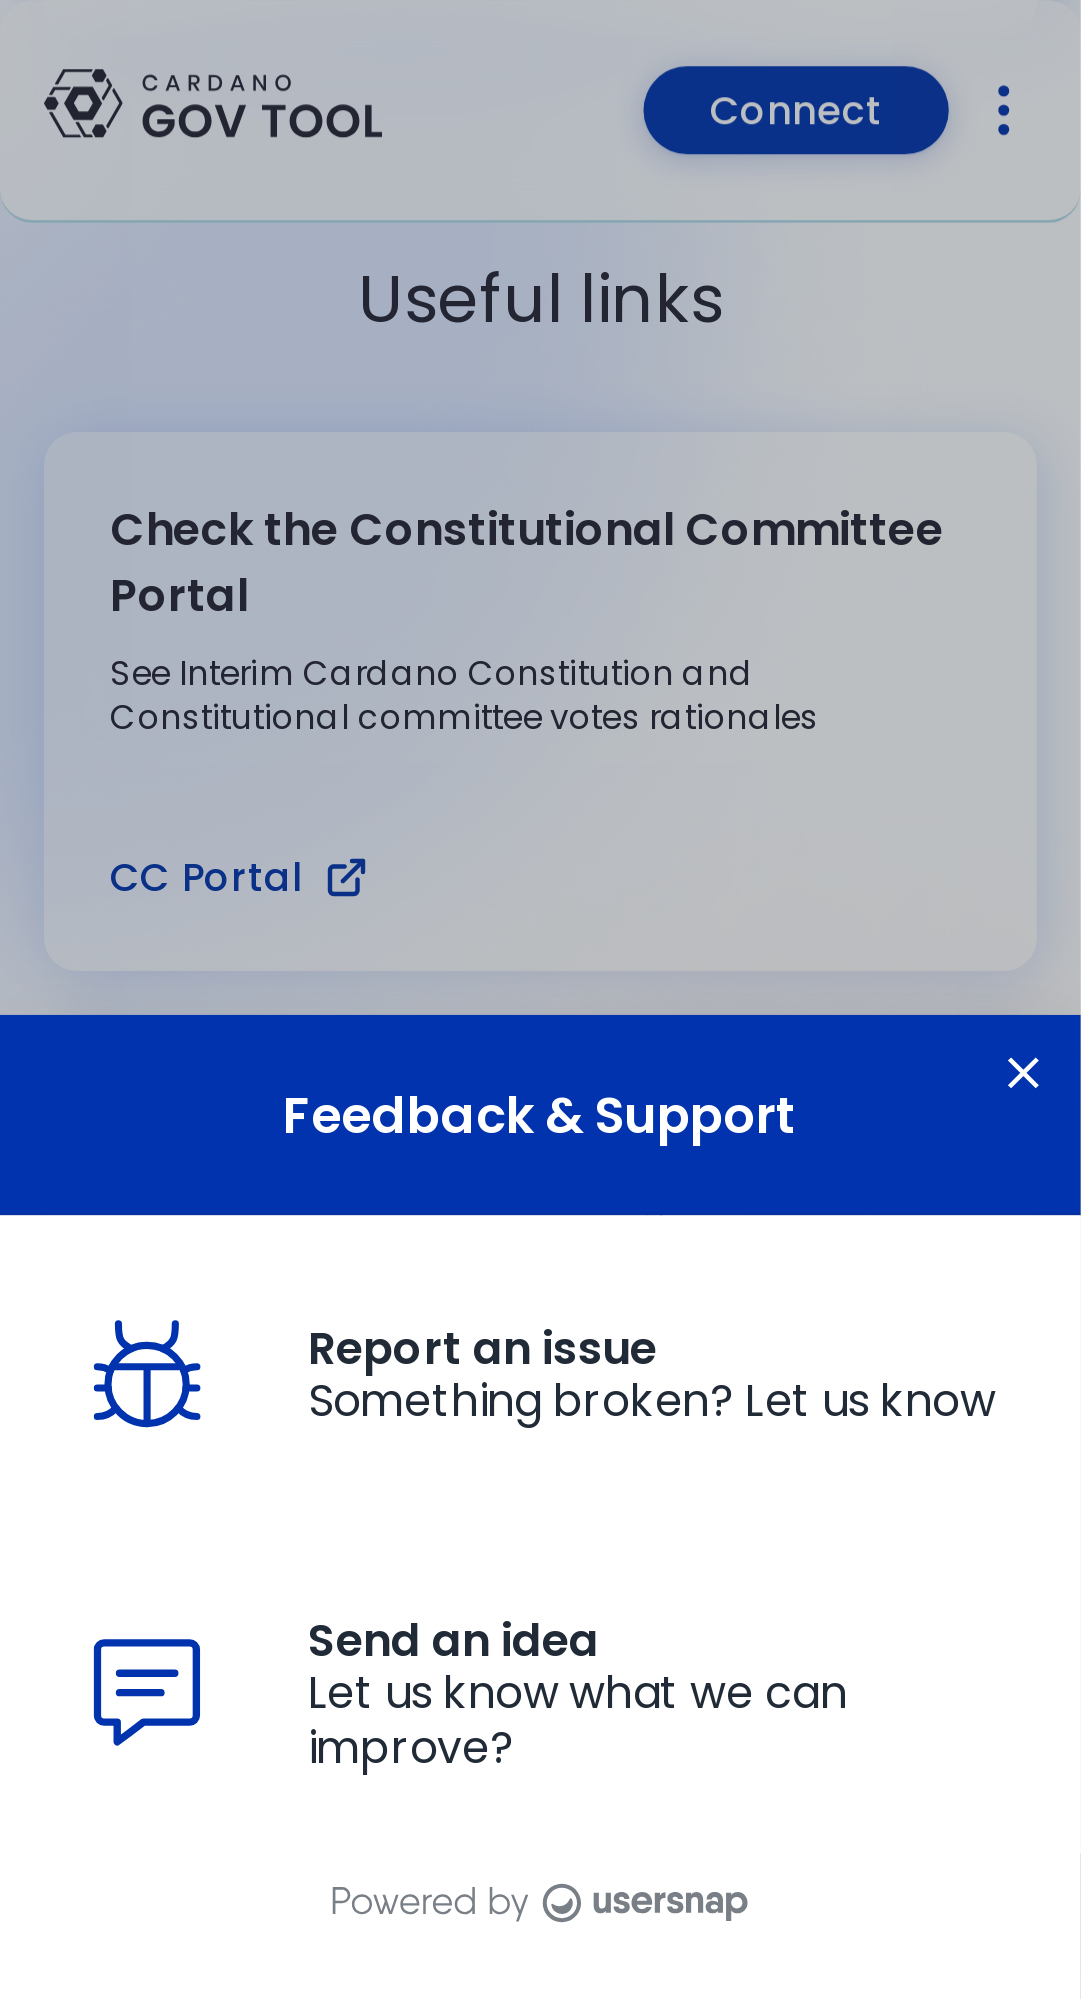 CARDANO
GOV TOOL
Connect
Useful links
Check the Constitutional Committee
Portal
See Interim Cardano Constitution and
Constitutional committee votes rationales
CC Portal
Feedback & Support
Report an issue
Something broken? Let us know
Send an idea
Let us know what we can
improve?
Powered by usersnap